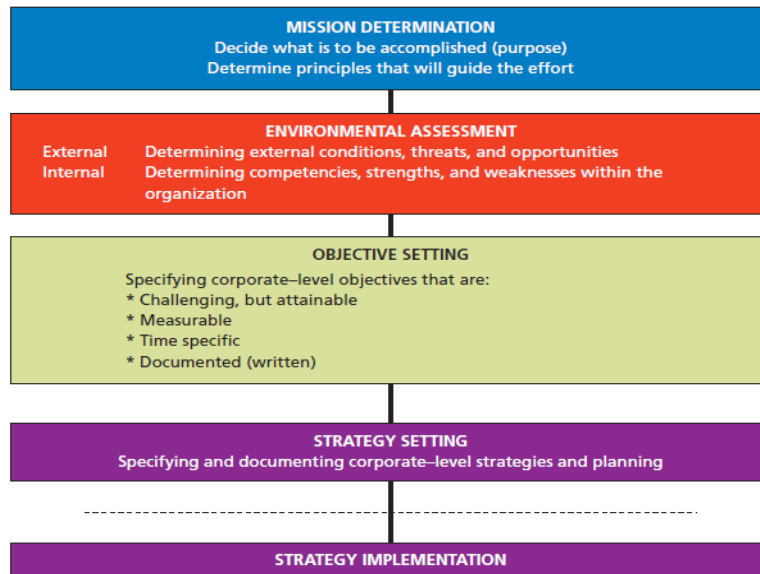 MISSION DETERMINATION
Decide what is to be accomplished (purpose)
Determine principles that will guide the effort
ENVIRONMENTAL ASSESSMENT
External Determining external conditions, threats, and opportunities
Internal Determining competencies, strengths, and weaknesses within the
organization
OBJECTIVE SETTING
Specifying corporate–level objectives that are:
* Challenging, but attainable
* Measurable
* Time specific
* Documented (written)
STRATEGY SETTING
Specifying and documenting corporate–level strategies and planning
STRATEGY IMPLEMENTATION